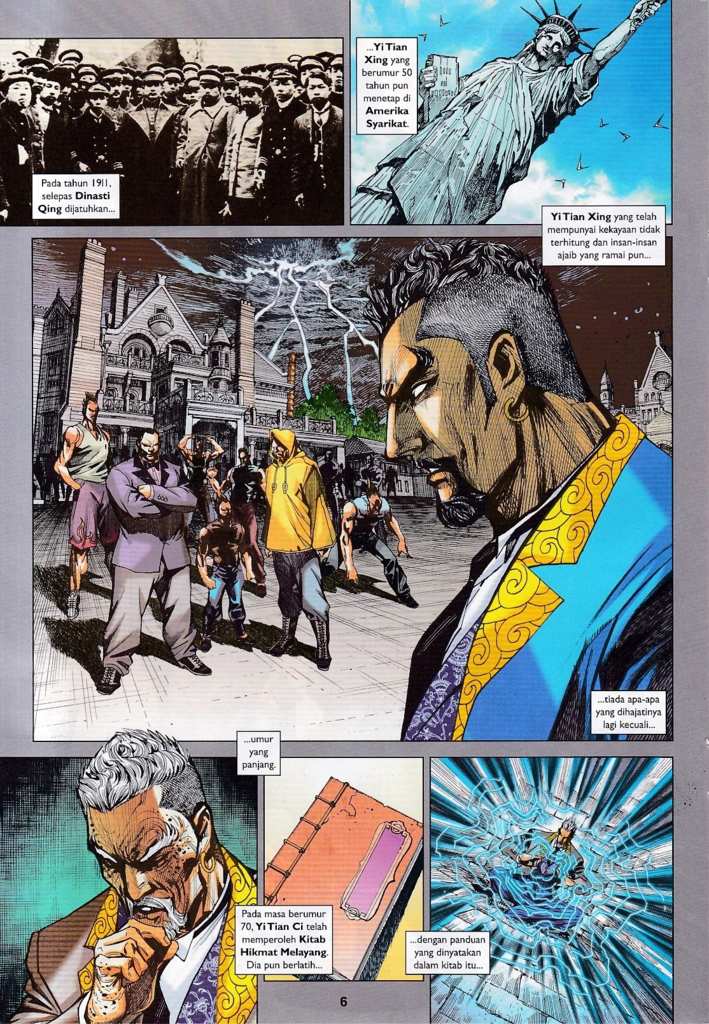 Pada tahun 1911,
selepas Dinasti
Qing dijatuhkan...
...Yi Tian
Xing yang
berumur 50
tahun pun
menetap di
Amerika
Syarikat.
Yi Tian Xing yang telah
mempunyai kekayaan tidak
terhitung dan insan-insan
ajaib yang ramai pun...
...tiada apa-apa
yang dihajatinya
lagi kecuali...
...umur
yang
panjang.
Pada masa berumur
70, Yi Tian Ci telah
memperoleh Kitab
Hikmat Melayang.
Dia pun berlatih...
...dengan panduan
yang dinyatakan
dalam kitab itu...
6